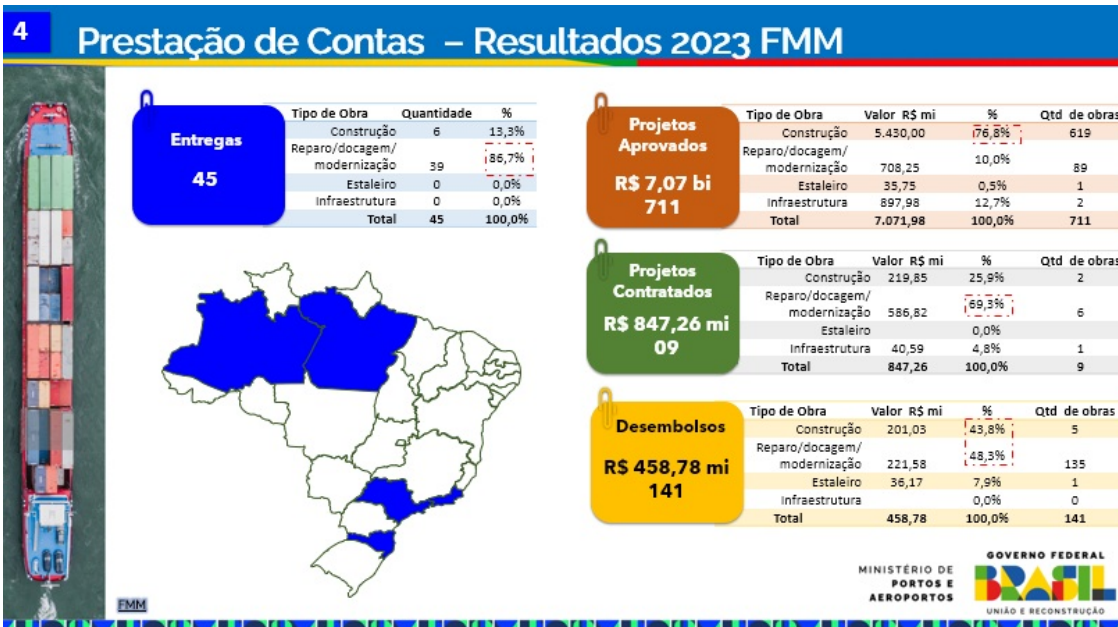 4
Prestação de Contas – Resultados 2023 FMM
Entregas
45
Tipo de Obra Quantidade %
Construção 6 13,3%
Reparo/docagem/
modernização 39 86,7%
Estaleiro 0 0,0%
Infraestrutura 0 0,0%
Total 45 100,0%
Projetos
Aprovados
R$ 7,07 bi
711
Tipo de Obra Valor R$ mi % Qtd de obras
Construção 5.430,00 76,8% 619
Reparo/docagem/
modernização 708,25 10,0% 89
Estaleiro 35,75 0,5% 1
Infraestrutura 897,98 12,7% 2
Total 7.071,98 100,0% 711
Projetos
Contratados
R$ 847,26 mi
09
Tipo de Obra Valor R$ mi % Qtd de obras
Construção 219,85 25,9% 2
Reparo/docagem/
modernização 586,82 69,3% 6
Estaleiro 0,0%
Infraestrutura 40,59 4,8% 1
Total 847,26 100,0% 9
Desembolsos
R$ 458,78 mi
141
Tipo de Obra Valor R$ mi % Qtd de obras
Construção 201,03 43,8% 5
Reparo/docagem/
modernização 221,58 48,3% 135
Estaleiro 36,17 7,9% 1
Infraestrutura 0,0% 0
Total 458,78 100,0% 141
FMM
MINISTÉRIO DE
PORTOS E
AEROPORTOS
GOVERNO FEDERAL
BRASIL
UNIÃO E RECONSTRUÇÃO